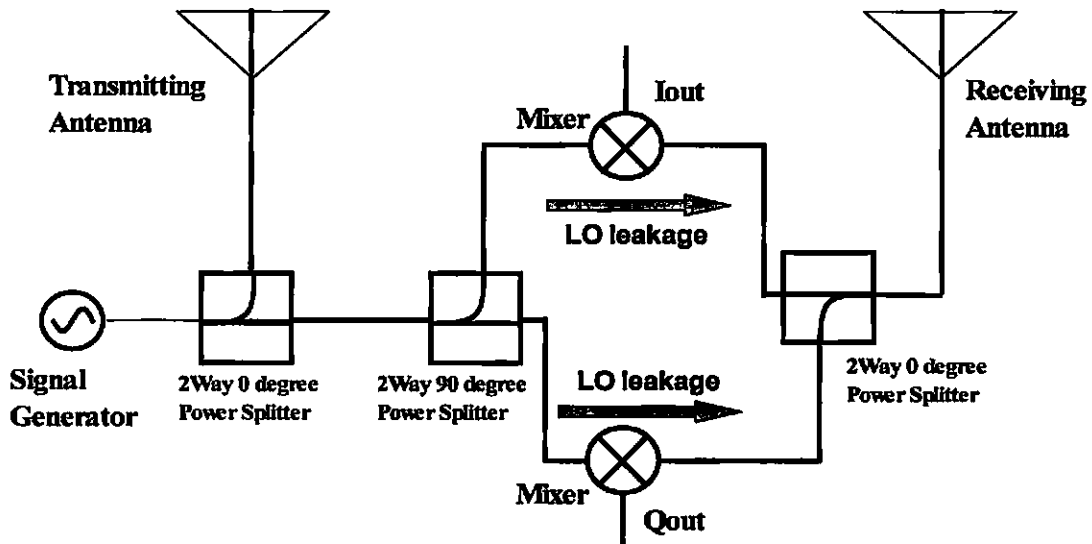 Transmitting
Antenna
Iout
Mixer
Receiving
Antenna
LO leakage
Signal
Generator
2Way 0 degree
Power Splitter
2Way 90 degree
Power Splitter
LO leakage
2Way 0 degree
Power Splitter
Mixer
Qout